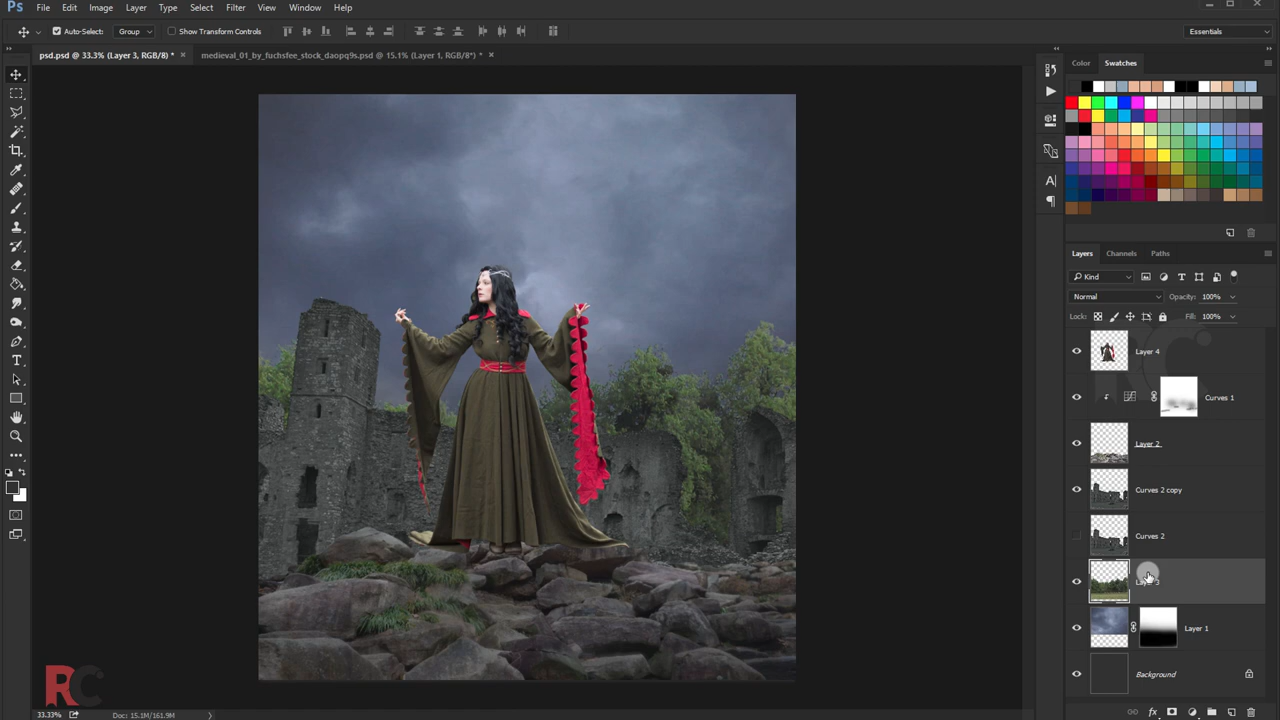 Ps File Edit Image Layer Type Select Filter View Window Help
Auto-Select: Group Show Transform Controls Essentials
psd.psd @ 33.3% (Layer 3, RGB/8) * × medieval_01_by_fuchsfee_stock_daopq9s.psd @ 15.1% (Layer 1, RGB/8*) * ×
Color Swatches
Layers Channels Paths
Kind
Normal Opacity: 100%
Lock: Fill: 100%
Layer 4
Curves 1
Layer 2
Curves 2 copy
Curves 2
Layer 1
Background
RC
33.33% Doc: 15.1M/161.9M